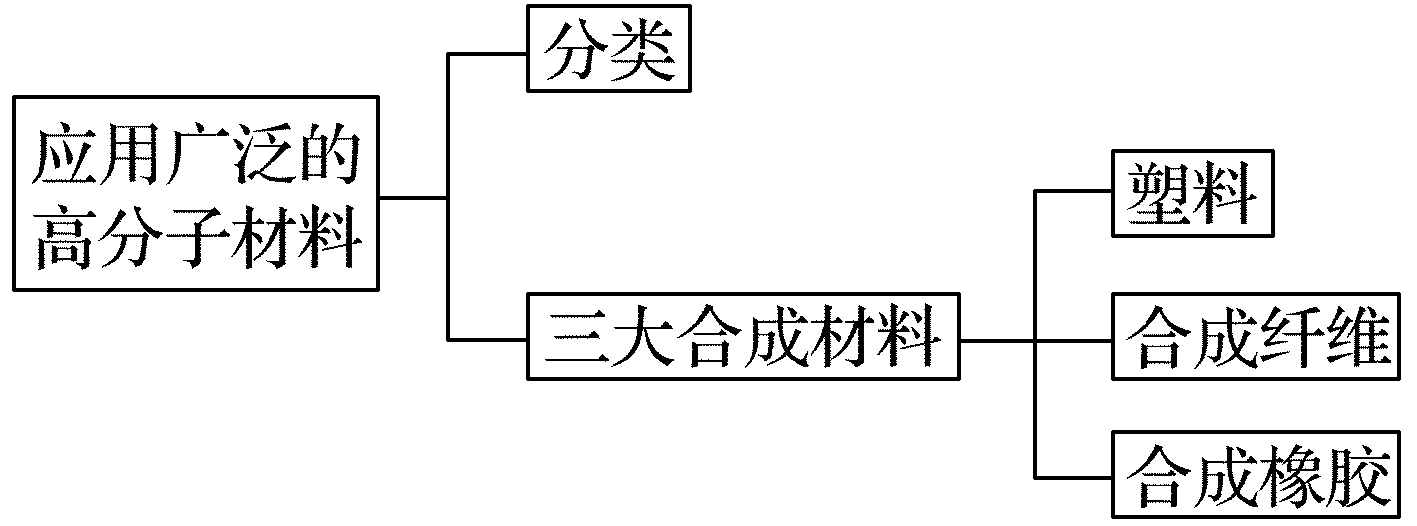 应用广泛的
高分子材料
分类
三大合成材料
塑料
合成纤维
合成橡胶